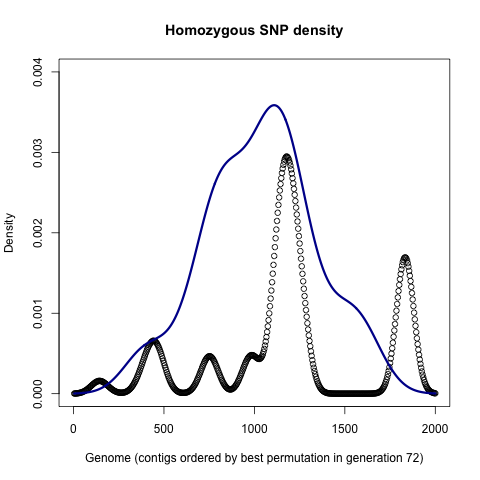 Homozygous SNP density
Density
0.004
0.003
0.002
0.001
0.000
0 500 1000 1500 2000
Genome (contigs ordered by best permutation in generation 72)